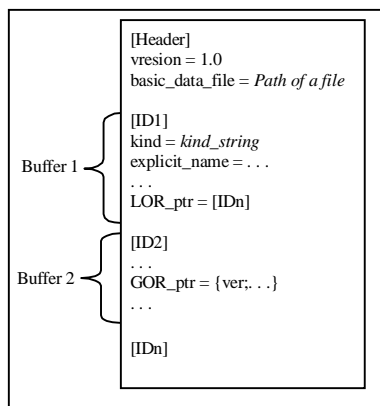 [Header]
vresion = 1.0
basic_data_file = Path of a file
[ID1]
kind = kind_string
explicit_name = . . .
. . .
LOR_ptr = [IDn]
Buffer 1
[ID2]
. . .
GOR_ptr = {ver;. . .}
. . .
Buffer 2
[IDn]